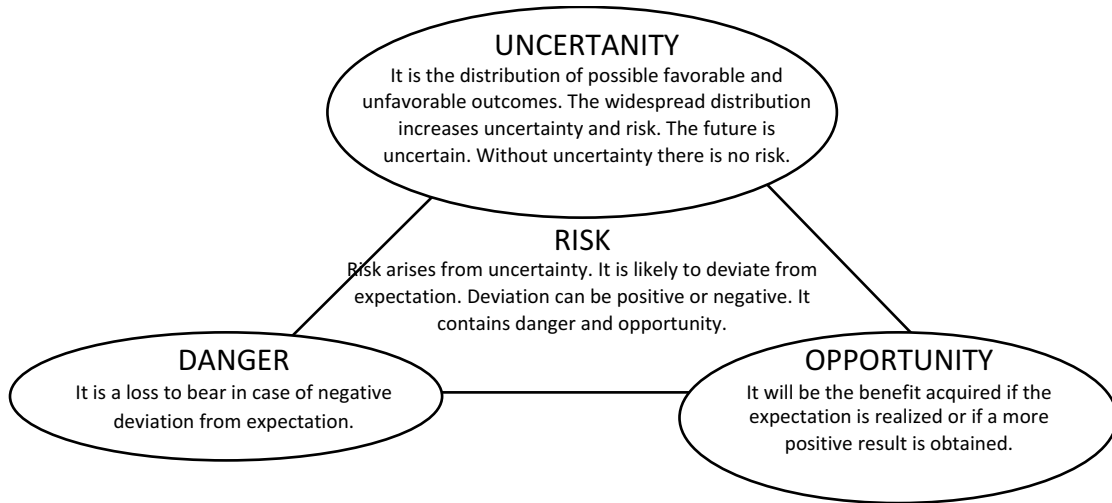 UNCERTANITY
It is the distribution of possible favorable and
unfavorable outcomes. The widespread distribution
increases uncertainty and risk. The future is
uncertain. Without uncertainty there is no risk.
RISK
Risk arises from uncertainty. It is likely to deviate from
expectation. Deviation can be positive or negative. It
contains danger and opportunity.
DANGER
It is a loss to bear in case of negative
deviation from expectation.
OPPORTUNITY
It will be the benefit acquired if the
expectation is realized or if a more
positive result is obtained.